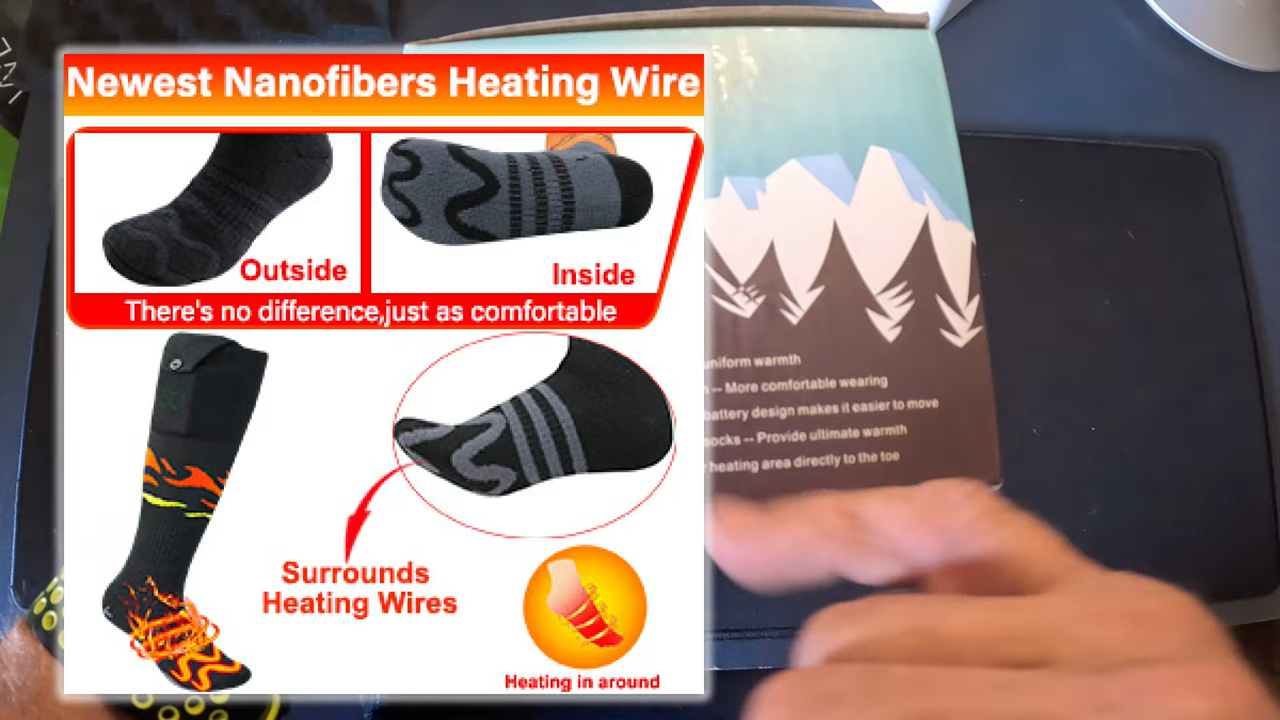 Newest Nanofibers Heating Wire
Outside
Inside
There's no difference,just as comfortable
Surrounds
Heating Wires
Heating in around
uniform warmth
-- More comfortable wearing
battery design makes it easier to move
socks -- Provide ultimate warmth
heating area directly to the toe